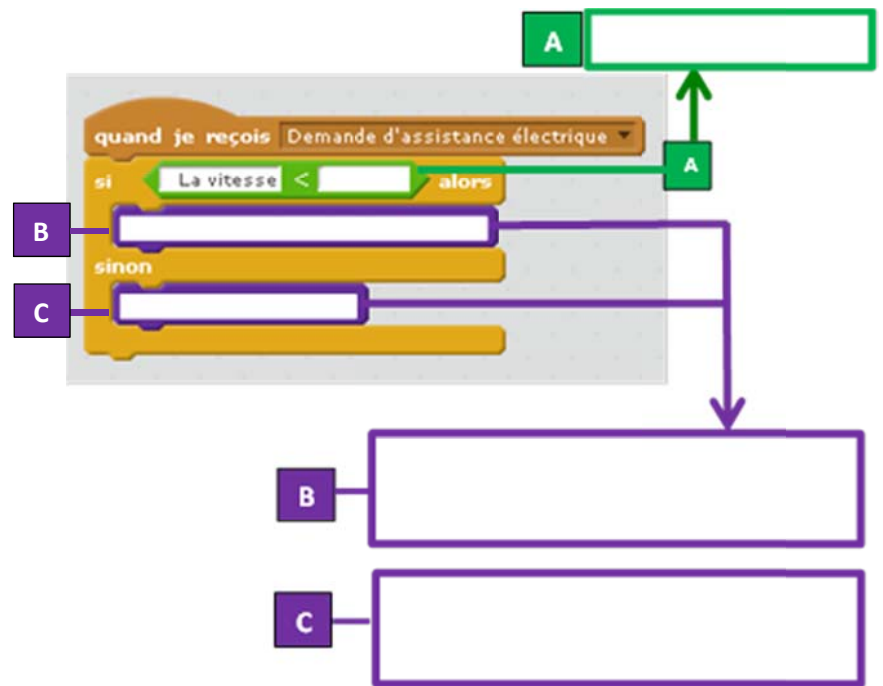 A
quand je reçois Demande d'assistance électrique
si La vitesse < alors
A
B
sinon
C
B
C